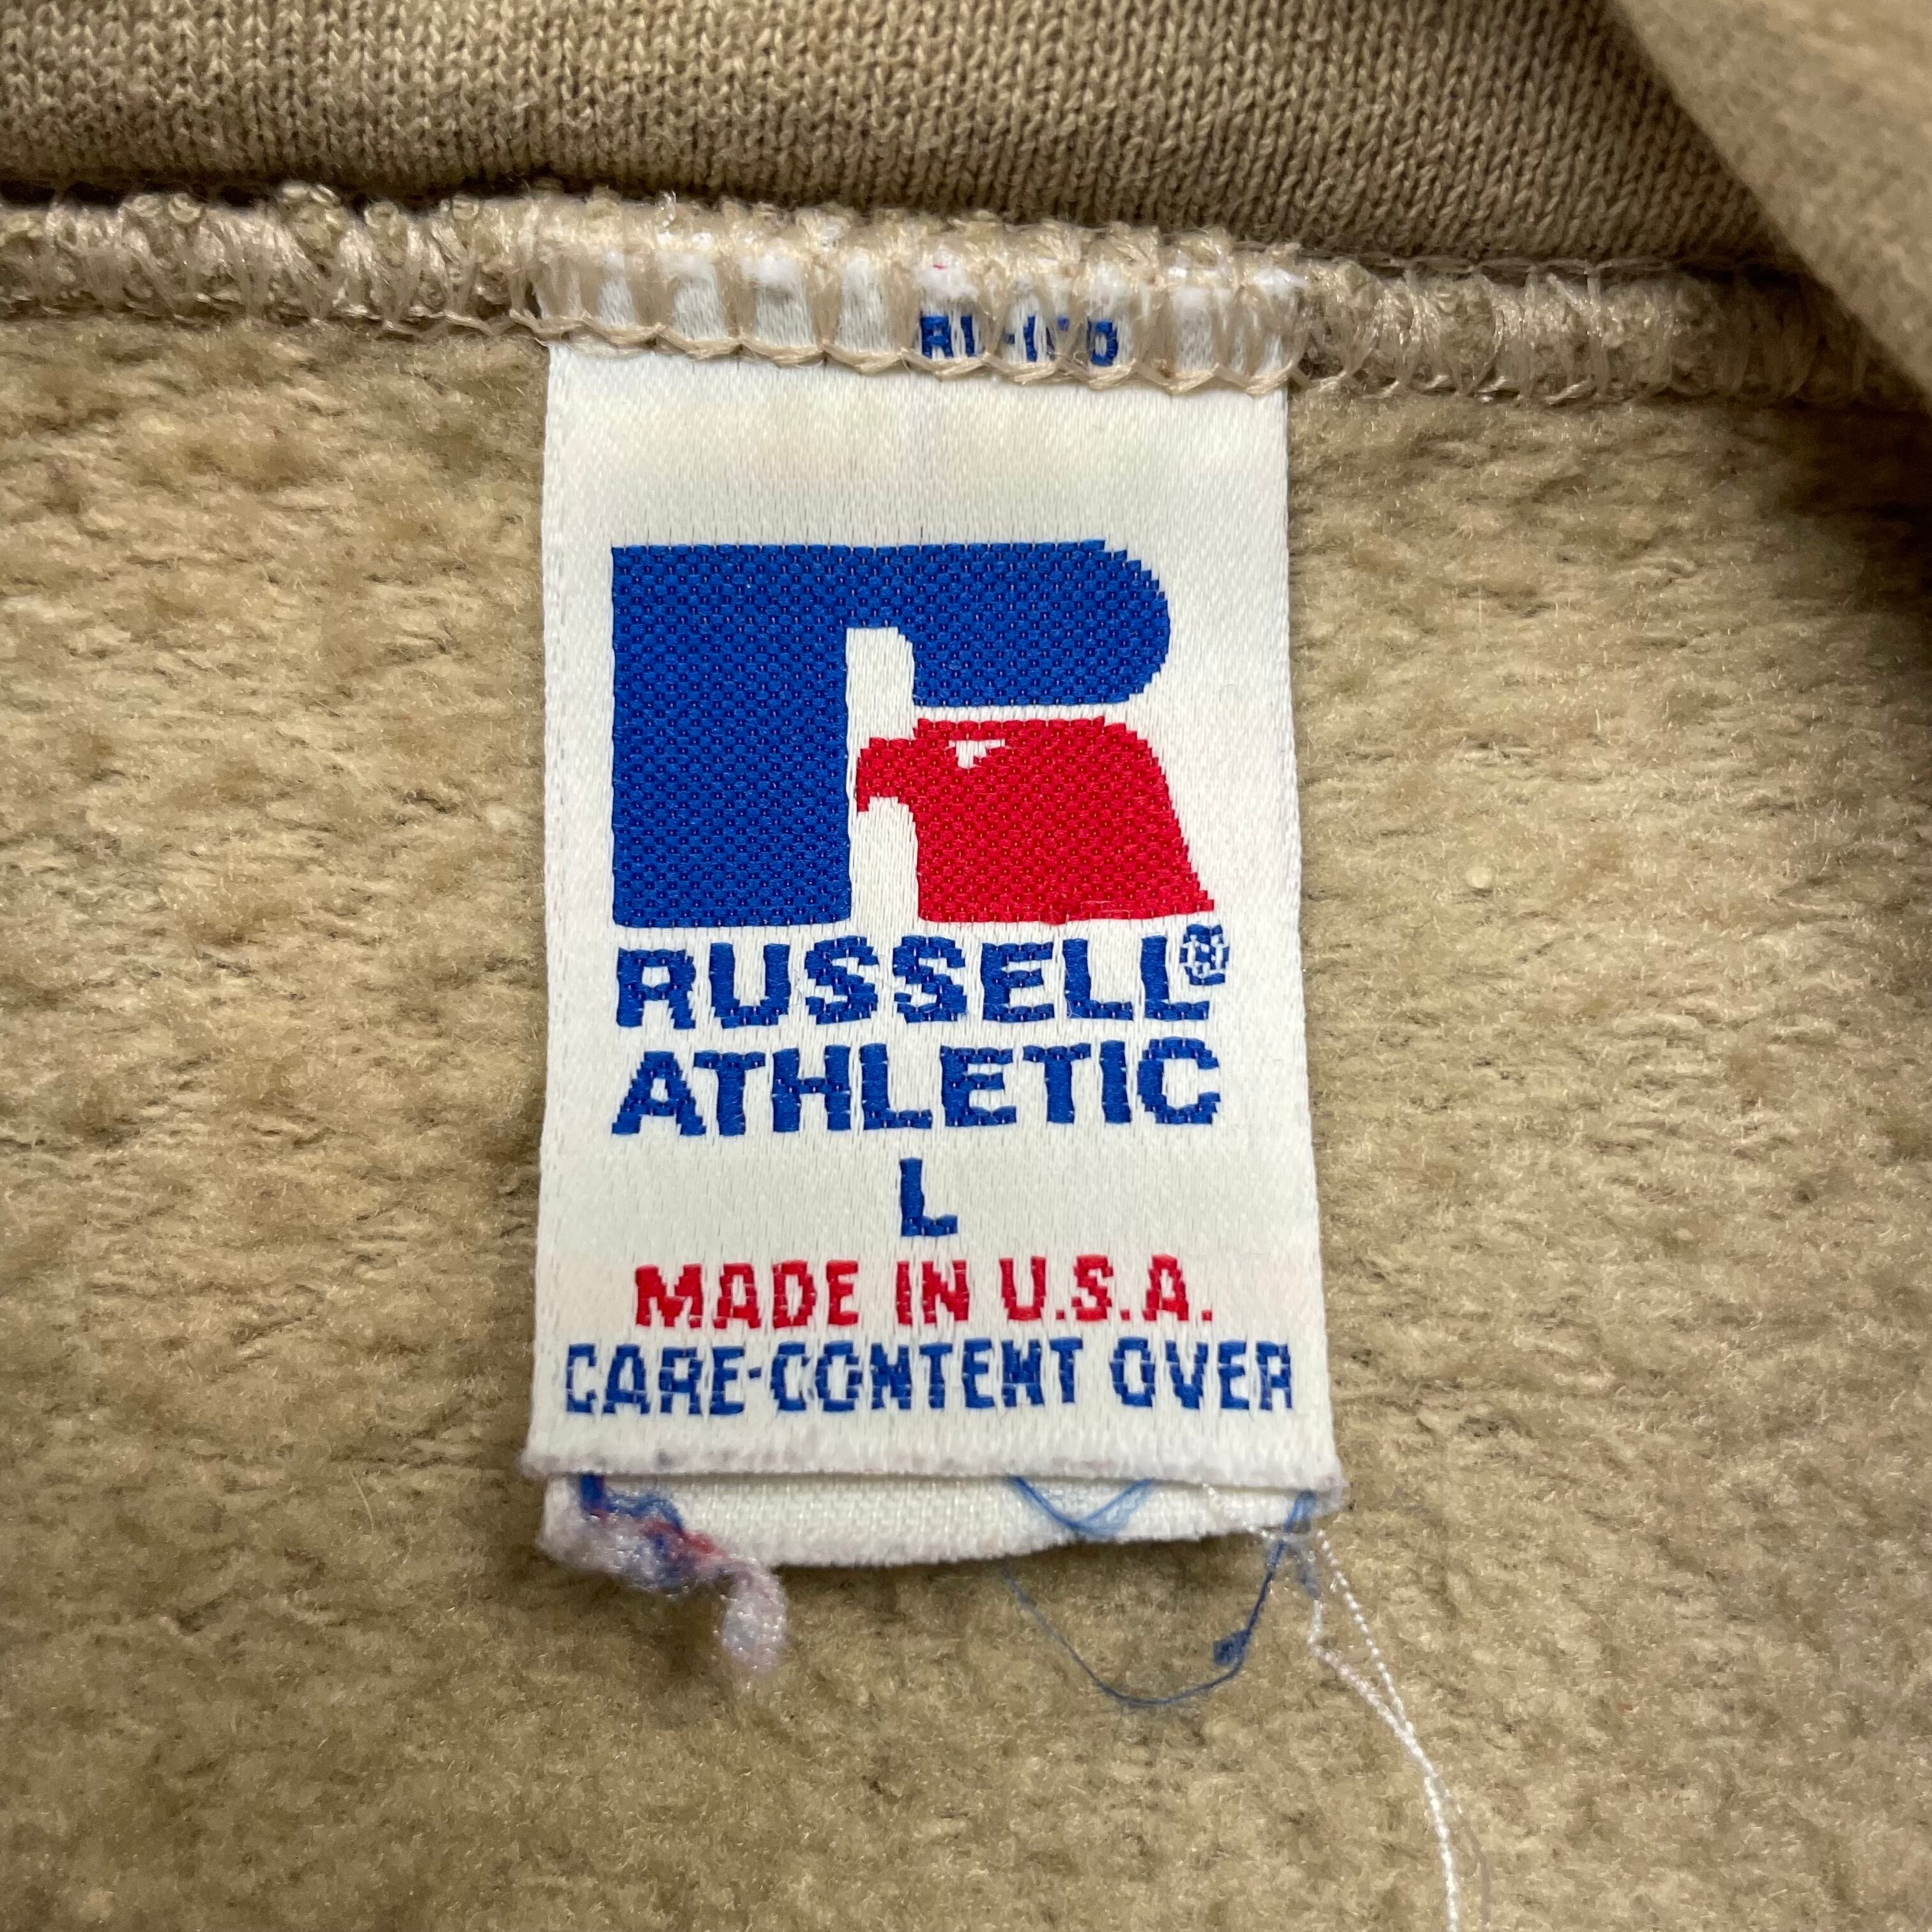 RUSSELL®
ATHLETIC
L
MADE IN U.S.A.
CARE-CONTENT OVER